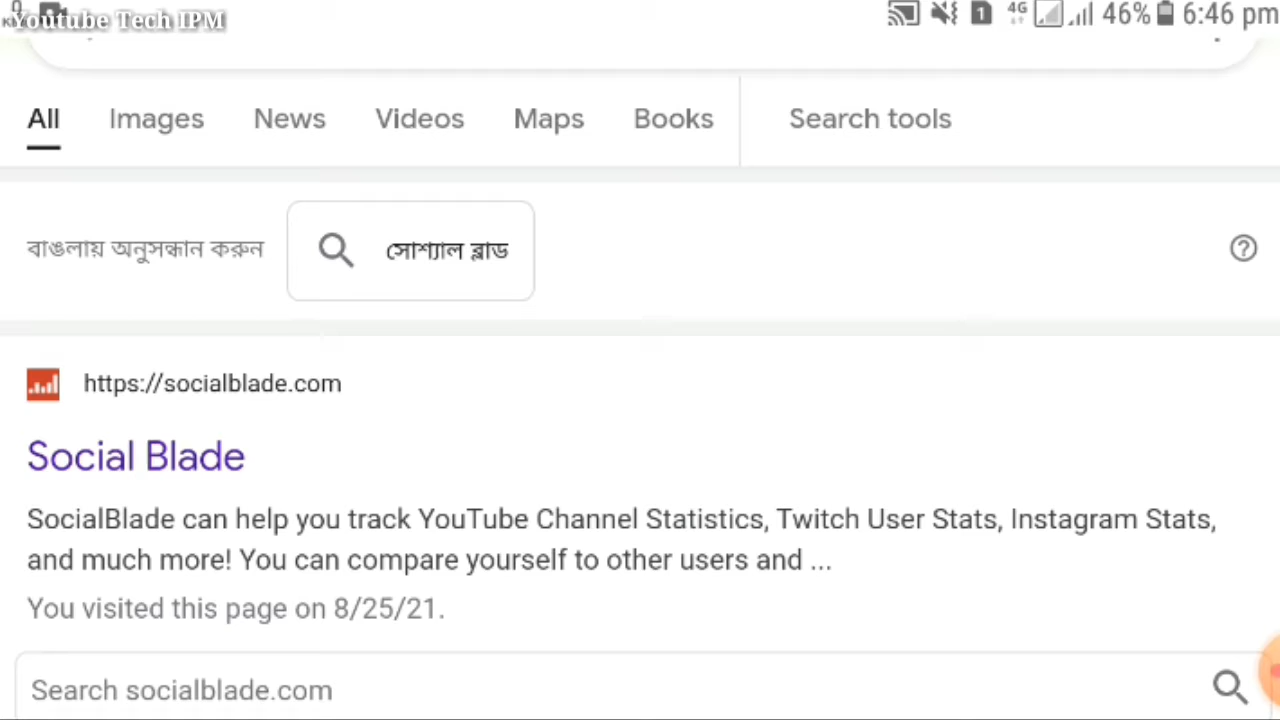 Youtube Tech IPM
1 4G 46% 6:46 pm
All Images News Videos Maps Books Search tools
বাঙলায় অনুসন্ধান করুন সোশ্যাল ব্লাড
https://socialblade.com
Social Blade
SocialBlade can help you track YouTube Channel Statistics, Twitch User Stats, Instagram Stats,
and much more! You can compare yourself to other users and ...
You visited this page on 8/25/21.
Search socialblade.com